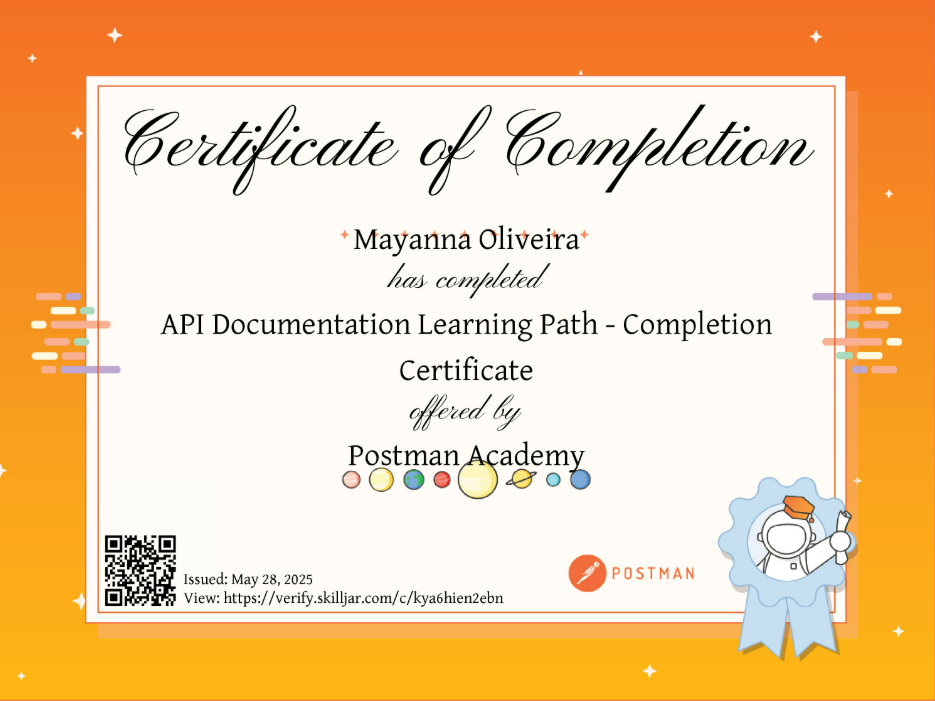 Certificate of Completion
Mayanna Oliveira
has completed
API Documentation Learning Path - Completion
Certificate
offered by
Postman Academy
Issued: May 28, 2025
View: https://verify.skilljar.com/c/kya6hien2ebn
POSTMAN